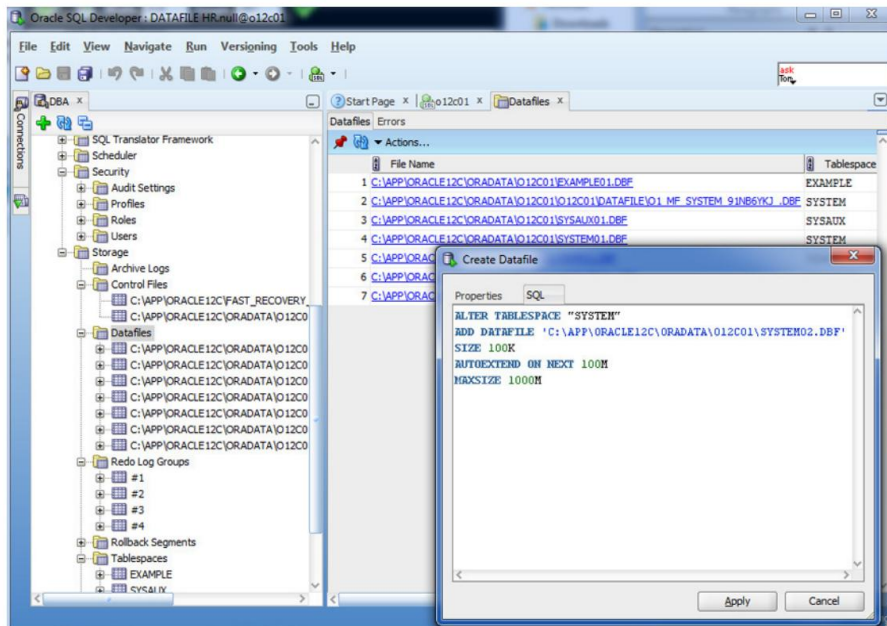 Oracle SQL Developer : DATAFILE HR.null@o12c01
File Edit View Navigate Run Versioning Tools Help
ask
Tom
DBA
Start Page
o12c01
Datafiles
Connections
Datafiles Errors
SQL Translator Framework
Scheduler
Security
Audit Settings
Profiles
Roles
Users
Storage
Archive Logs
Control Files
C:\APP\ORACLE12C\FAST_RECOVERY_
C:\APP\ORACLE12C\ORADATA\O12C0
Datafiles
C:\APP\ORACLE12C\ORADATA\O12C0
C:\APP\ORACLE12C\ORADATA\O12C0
C:\APP\ORACLE12C\ORADATA\O12C0
C:\APP\ORACLE12C\ORADATA\O12C0
C:\APP\ORACLE12C\ORADATA\O12C0
C:\APP\ORACLE12C\ORADATA\O12C0
C:\APP\ORACLE12C\ORADATA\O12C0
Redo Log Groups
#1
#2
#3
#4
Rollback Segments
Tablespaces
EXAMPLE
SYSAUX
Actions...
File Name Tablespace
1 C:\APP\ORACLE12C\ORADATA\O12C01\EXAMPLE01.DBF EXAMPLE
2 C:\APP\ORACLE12C\ORADATA\O12C01\O12C01\DATAFILE\O1_MF_SYSTEM_91NB6YKJ_.DBF SYSTEM
3 C:\APP\ORACLE12C\ORADATA\O12C01\SYSAUX01.DBF SYSAUX
4 C:\APP\ORACLE12C\ORADATA\O12C01\SYSTEM01.DBF SYSTEM
5 C:\APP\ORAC
6 C:\APP\ORAC
7 C:\APP\ORAC
Create Datafile
Properties SQL
ALTER TABLESPACE "SYSTEM"
ADD DATAFILE 'C:\APP\ORACLE12C\ORADATA\O12C01\SYSTEM02.DBF'
SIZE 100K
AUTOEXTEND ON NEXT 100M
MAXSIZE 1000M
Apply Cancel